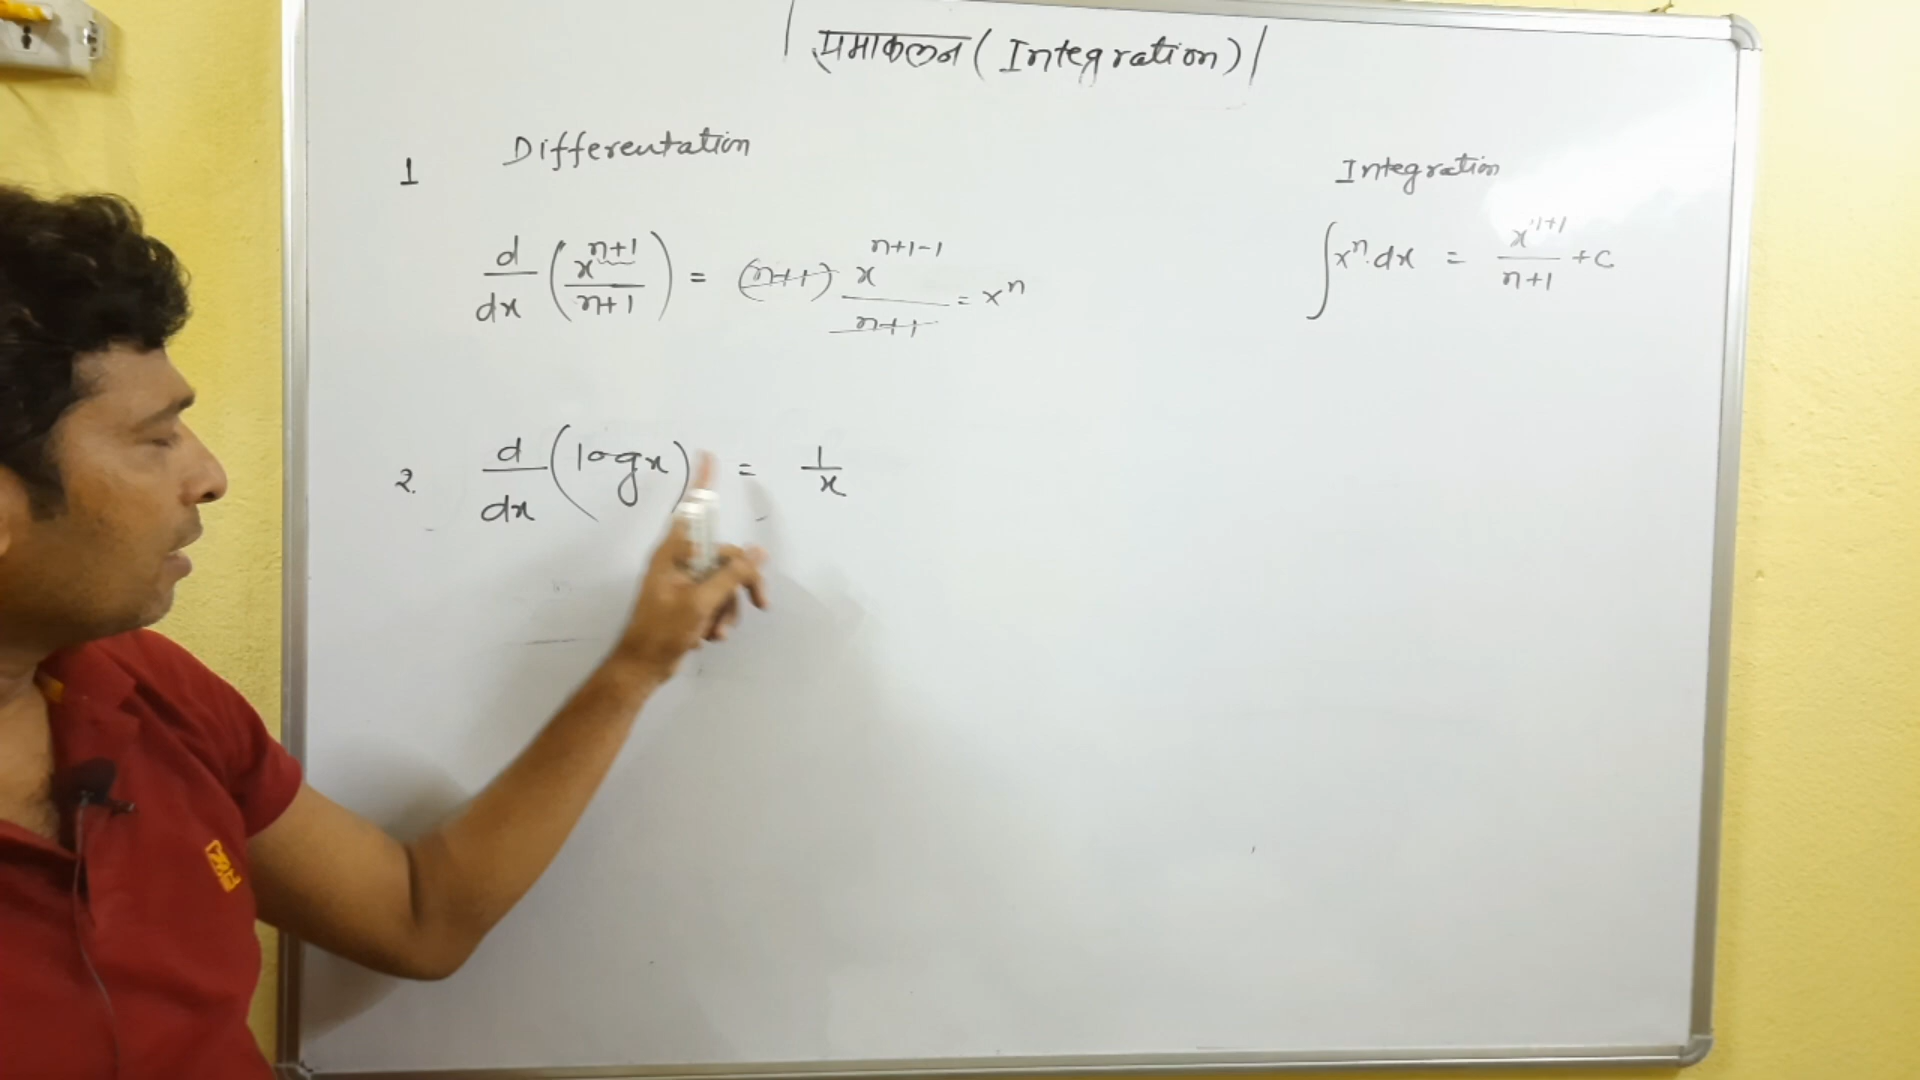 समाकलन ( Integration )
1 Differentation
Integration
d/dx ( x^{n+1} / n+1 ) = (n+1) x^{n+1-1} / n+1 = x^n
∫ x^n . dx = x^{n+1} / n+1 + c
2. d/dx ( log x ) = 1/x